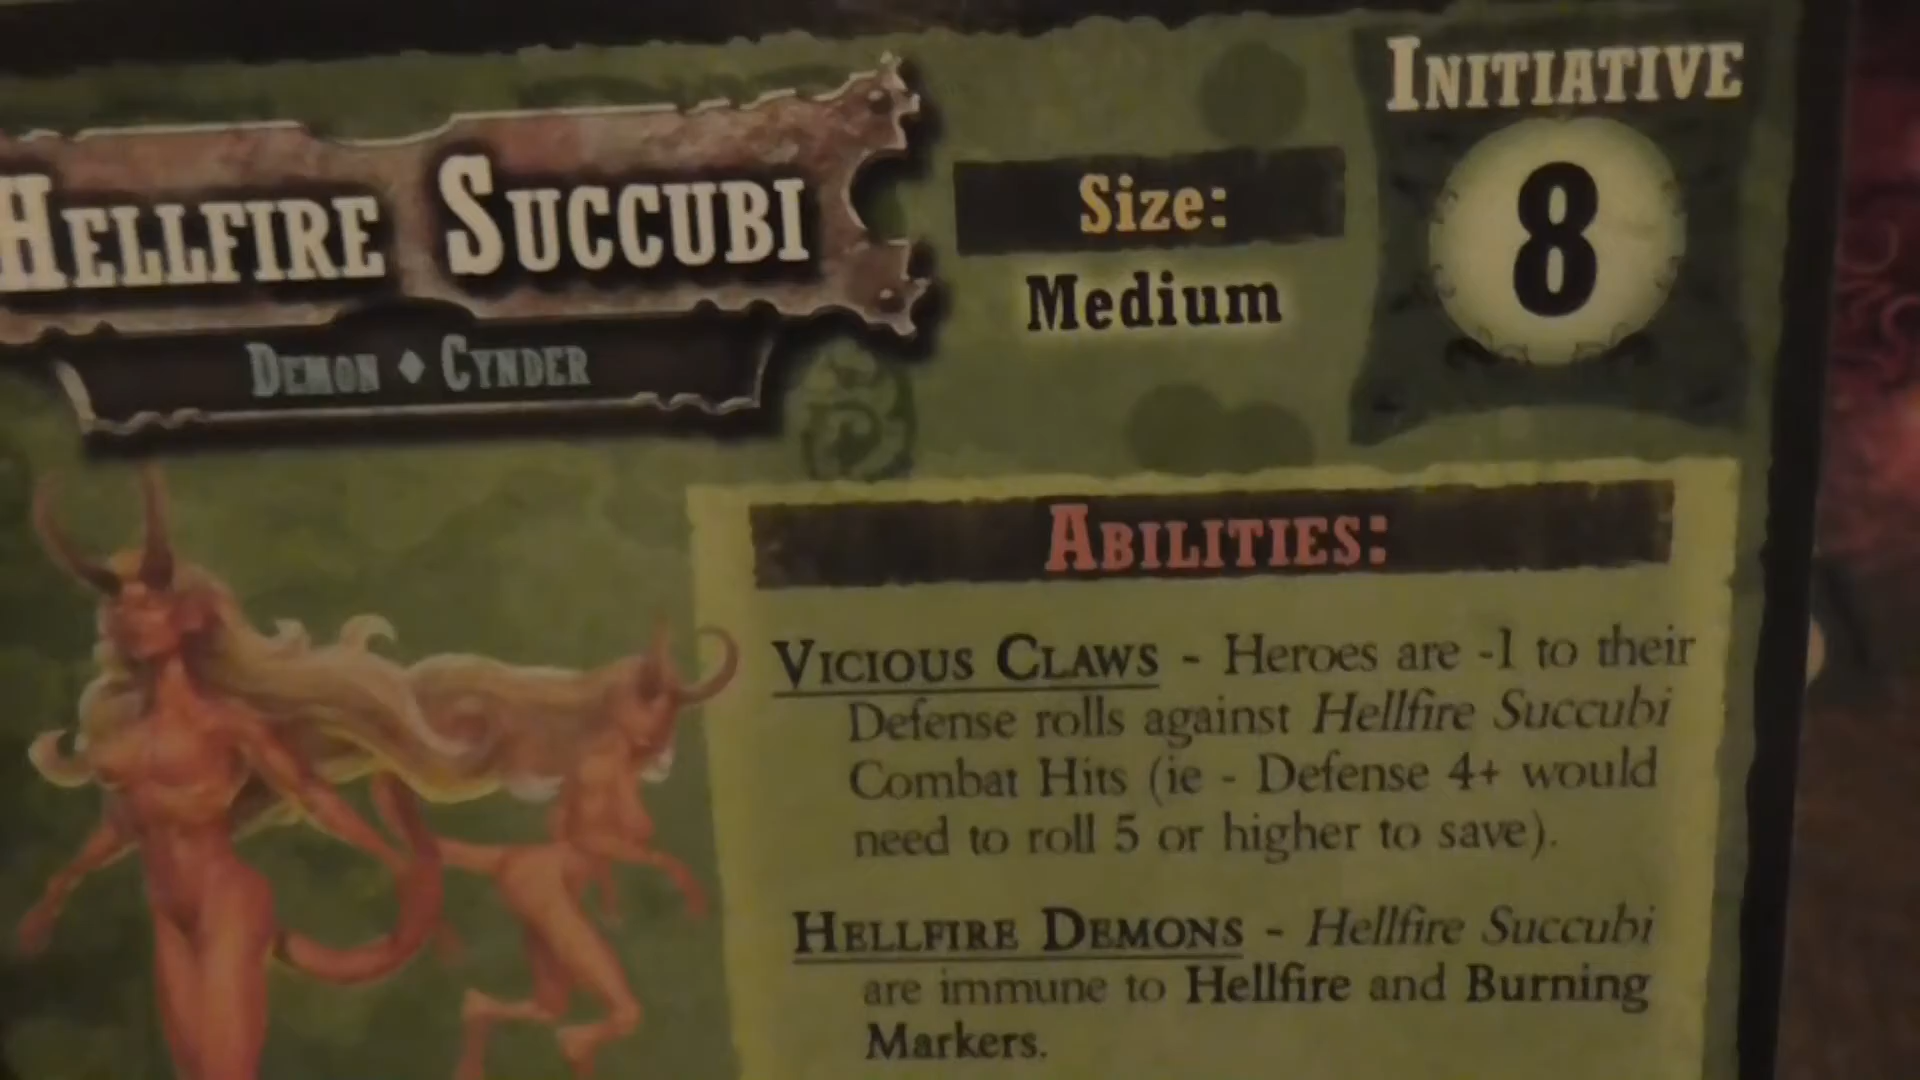 HELLFIRE SUCCUBI
DEMON ♦ CYNDER
Size:
Medium
INITIATIVE
8
ABILITIES:
VICIOUS CLAWS - Heroes are -1 to their
Defense rolls against Hellfire Succubi
Combat Hits (ie - Defense 4+ would
need to roll 5 or higher to save).
HELLFIRE DEMONS - Hellfire Succubi
are immune to Hellfire and Burning
Markers.